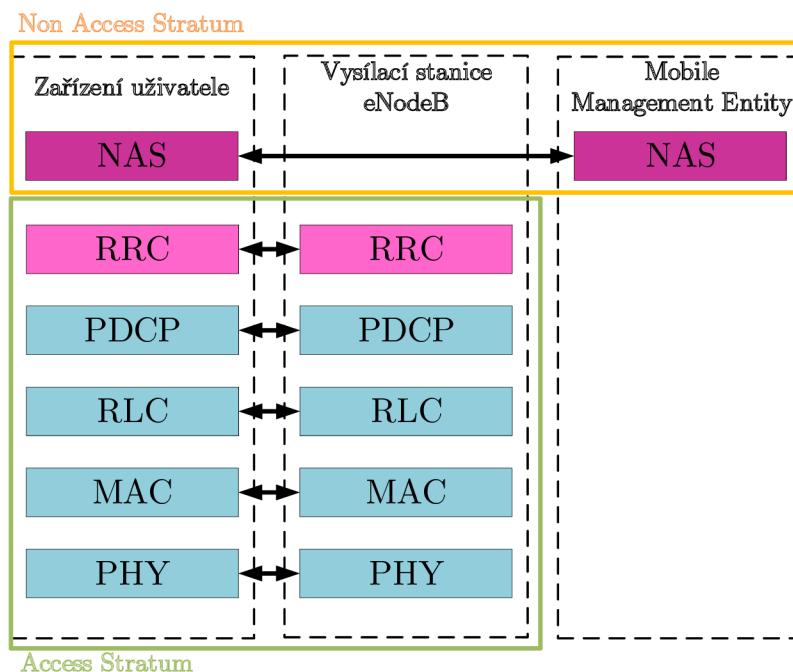 Non Access Stratum
Zařízení uživatele
Vysílací stanice
eNodeB
Mobile
Management Entity
NAS
NAS
RRC
RRC
PDCP
PDCP
RLC
RLC
MAC
MAC
PHY
PHY
Access Stratum